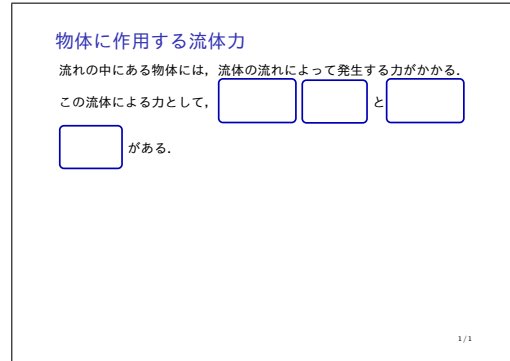 物体に作用する流体力
流れの中にある物体には，流体の流れによって発生する力がかかる．
この流体による力として， と
がある．
1 / 1